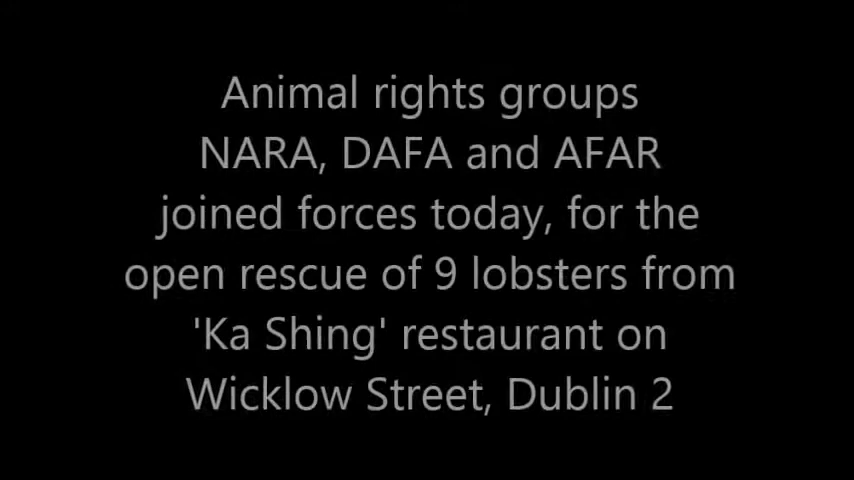 Animal rights groups
NARA, DAFA and AFAR
joined forces today, for the
open rescue of 9 lobsters from
'Ka Shing' restaurant on
Wicklow Street, Dublin 2